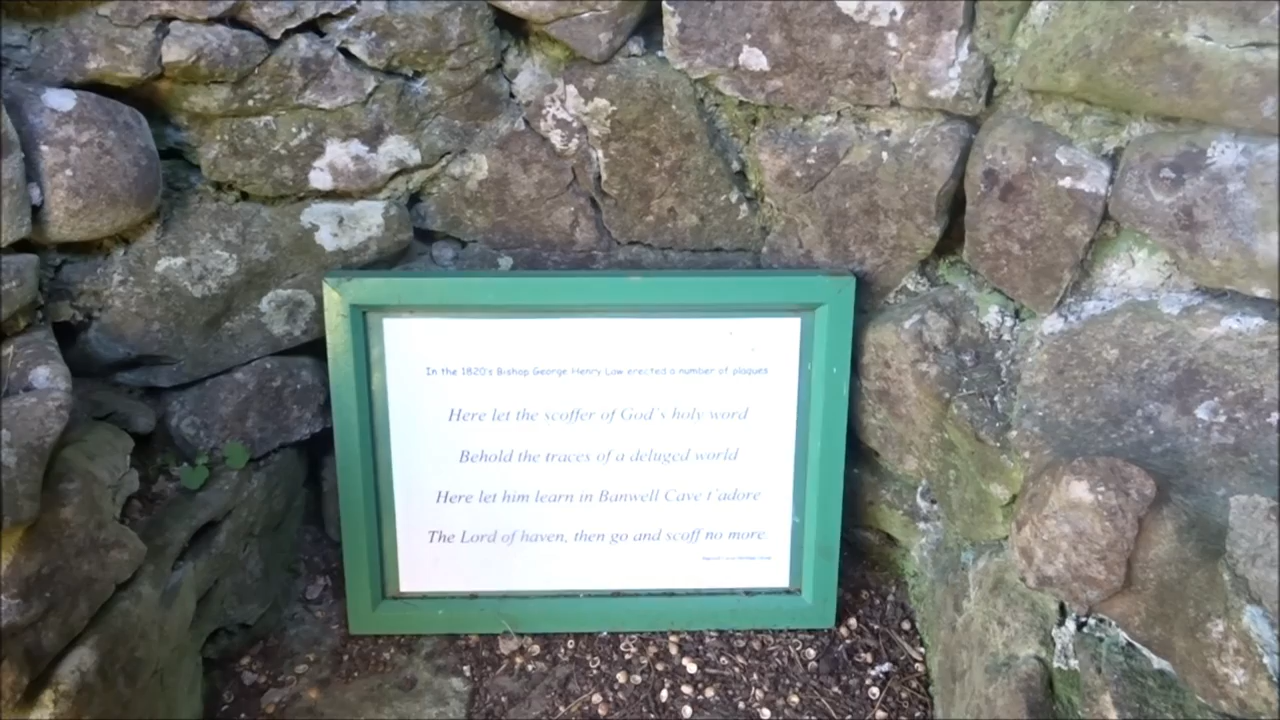 In the 1820's Bishop George Henry Law erected a number of plaques
Here let the scoffer of God's holy word
Behold the traces of a deluged world
Here let him learn in Banwell Cave t'adore
The Lord of haven, then go and scoff no more.